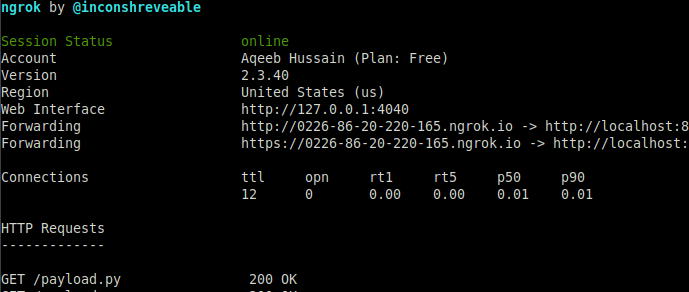 ngrok by @inconshreveable
Session Status online
Account Aqeeb Hussain (Plan: Free)
Version 2.3.40
Region United States (us)
Web Interface http://127.0.0.1:4040
Forwarding http://0226-86-20-220-165.ngrok.io -> http://localhost:8
Forwarding https://0226-86-20-220-165.ngrok.io -> http://localhost:
Connections ttl opn rt1 rt5 p50 p90
12 0 0.00 0.00 0.01 0.01
HTTP Requests
-------------
GET /payload.py 200 OK